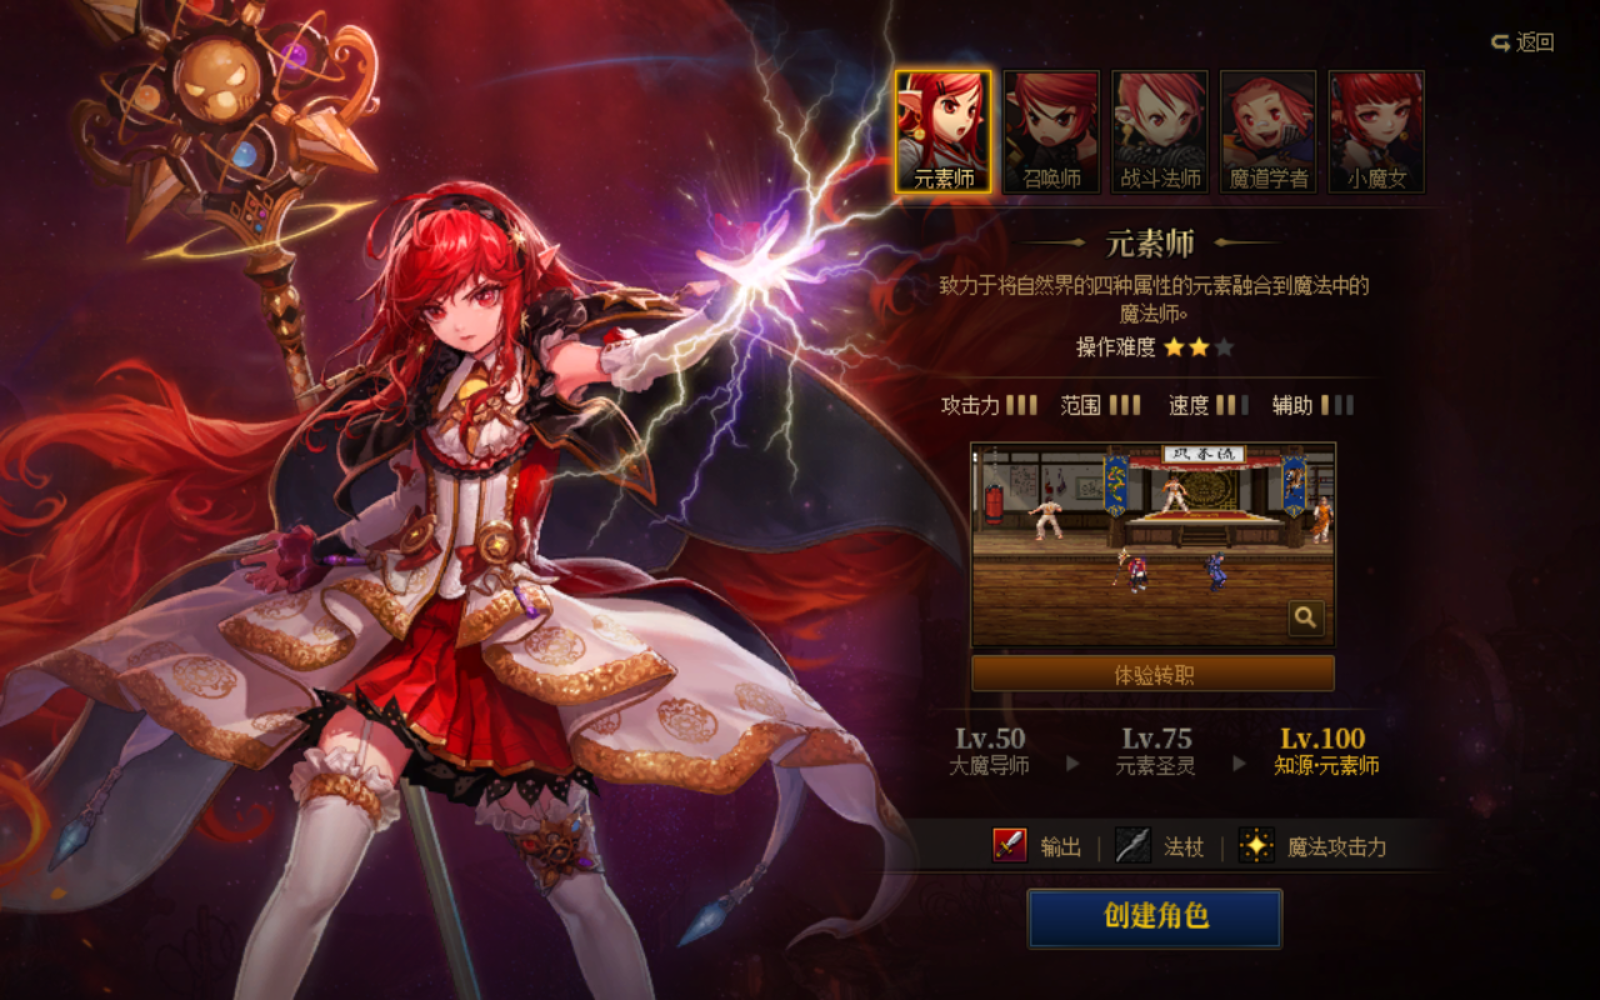 返回
元素师
召唤师
战斗法师
魔道学者
小魔女
元素师
致力于将自然界的四种属性的元素融合到魔法中的
魔法师。
操作难度
攻击力 范围 速度 辅助
体验转职
Lv.50 Lv.75 Lv.100
大魔导师 元素圣灵 知源·元素师
输出 | 法杖 | 魔法攻击力
创建角色